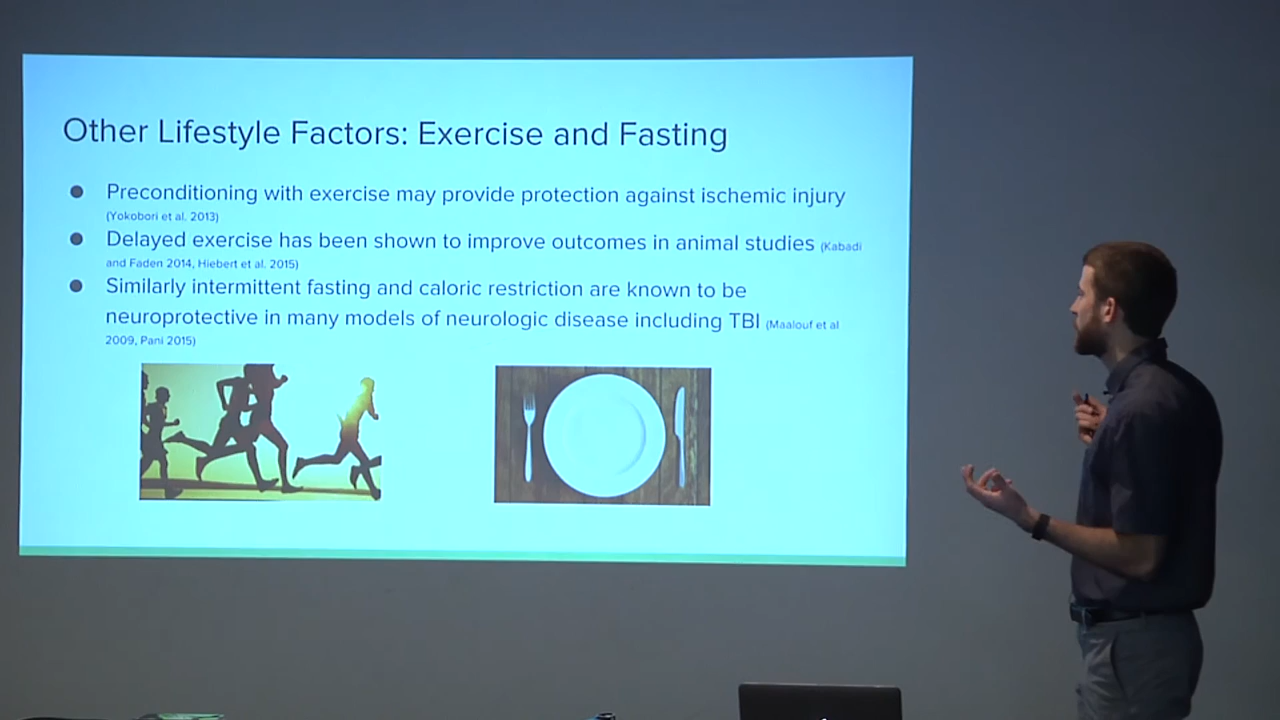 Other Lifestyle Factors: Exercise and Fasting
● Preconditioning with exercise may provide protection against ischemic injury
(Yokobori et al. 2013)
● Delayed exercise has been shown to improve outcomes in animal studies (Kabadi
and Faden 2014, Hiebert et al. 2015)
● Similarly intermittent fasting and caloric restriction are known to be
neuroprotective in many models of neurologic disease including TBI (Maalouf et al
2009, Pani 2015)